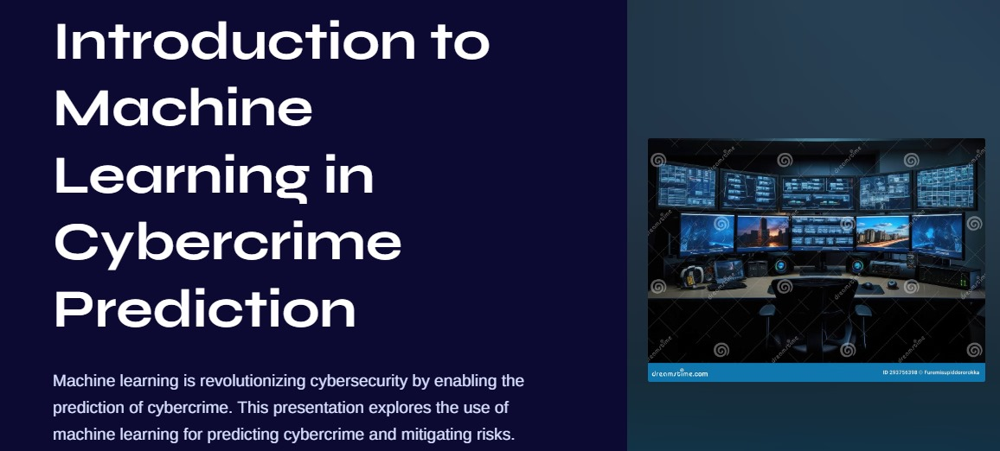 Introduction to
Machine
Learning in
Cybercrime
Prediction
Machine learning is revolutionizing cybersecurity by enabling the
prediction of cybercrime. This presentation explores the use of
machine learning for predicting cybercrime and mitigating risks.
dreamstime.com
ID 293756398 © Furemisupiddororokka